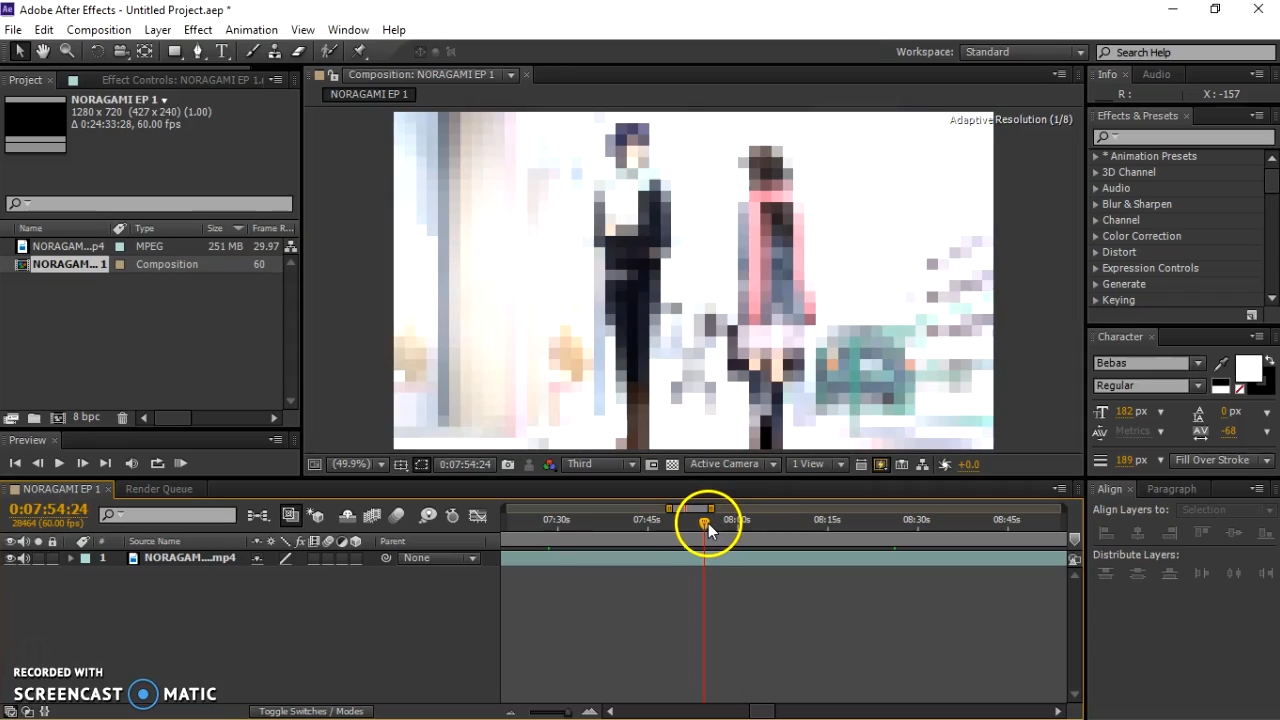 Adobe After Effects - Untitled Project.aep *
File Edit Composition Layer Effect Animation View Window Help
Workspace: Standard Search Help
Project Effect Controls: NORAGAMI EP 1.
Composition: NORAGAMI EP 1
Info Audio
NORAGAMI EP 1
1280 x 720 (427 x 240) (1.00)
Δ 0:24:33:28, 60.00 fps
NORAGAMI EP 1
R : X : -157
Adaptive Resolution (1/8)
Effects & Presets
* Animation Presets
3D Channel
Audio
Blur & Sharpen
Channel
Color Correction
Distort
Expression Controls
Generate
Keying
Name Type Size Frame R...
NORAGAM...p4 MPEG 251 MB 29.97
NORAGAM... 1 Composition 60
8 bpc
Character
Bebas
Regular
182 px 0 px
Metrics -68
189 px Fill Over Stroke
Preview
(49.9%) Third Active Camera 1 View +0.0
NORAGAMI EP 1 Render Queue
0:07:54:24
28464 (60.00 fps)
07:30s 07:45s 08:00s 08:15s 08:30s 08:45s
# Source Name Parent
1 NORAGAM....mp4 None
Align Paragraph
Align Layers to: Selection
Distribute Layers:
RECORDED WITH
SCREENCAST MATIC
Toggle Switches / Modes